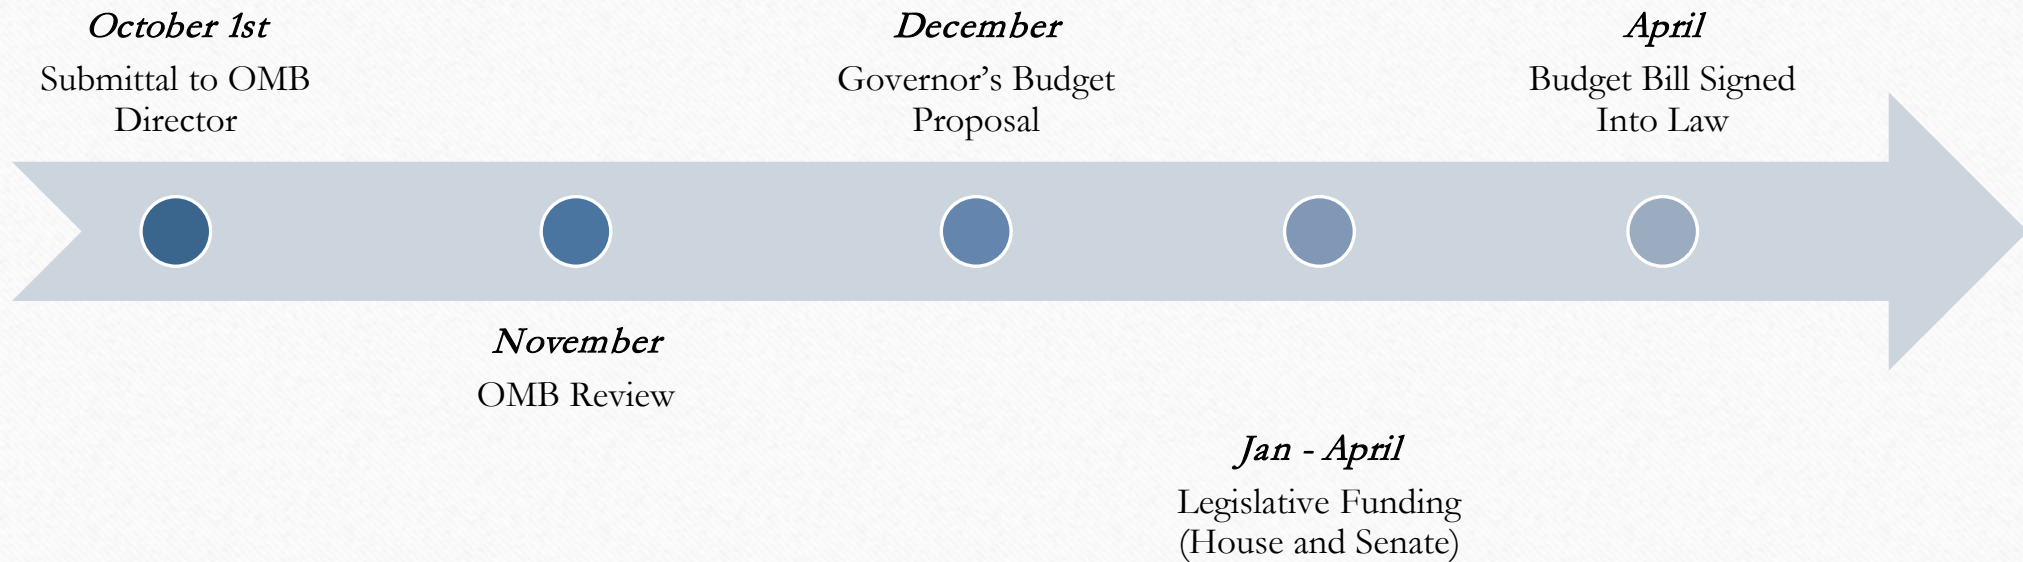 October 1st
Submittal to OMB
Director
November
OMB Review
December
Governor’s Budget
Proposal
Jan - April
Legislative Funding
(House and Senate)
April
Budget Bill Signed
Into Law